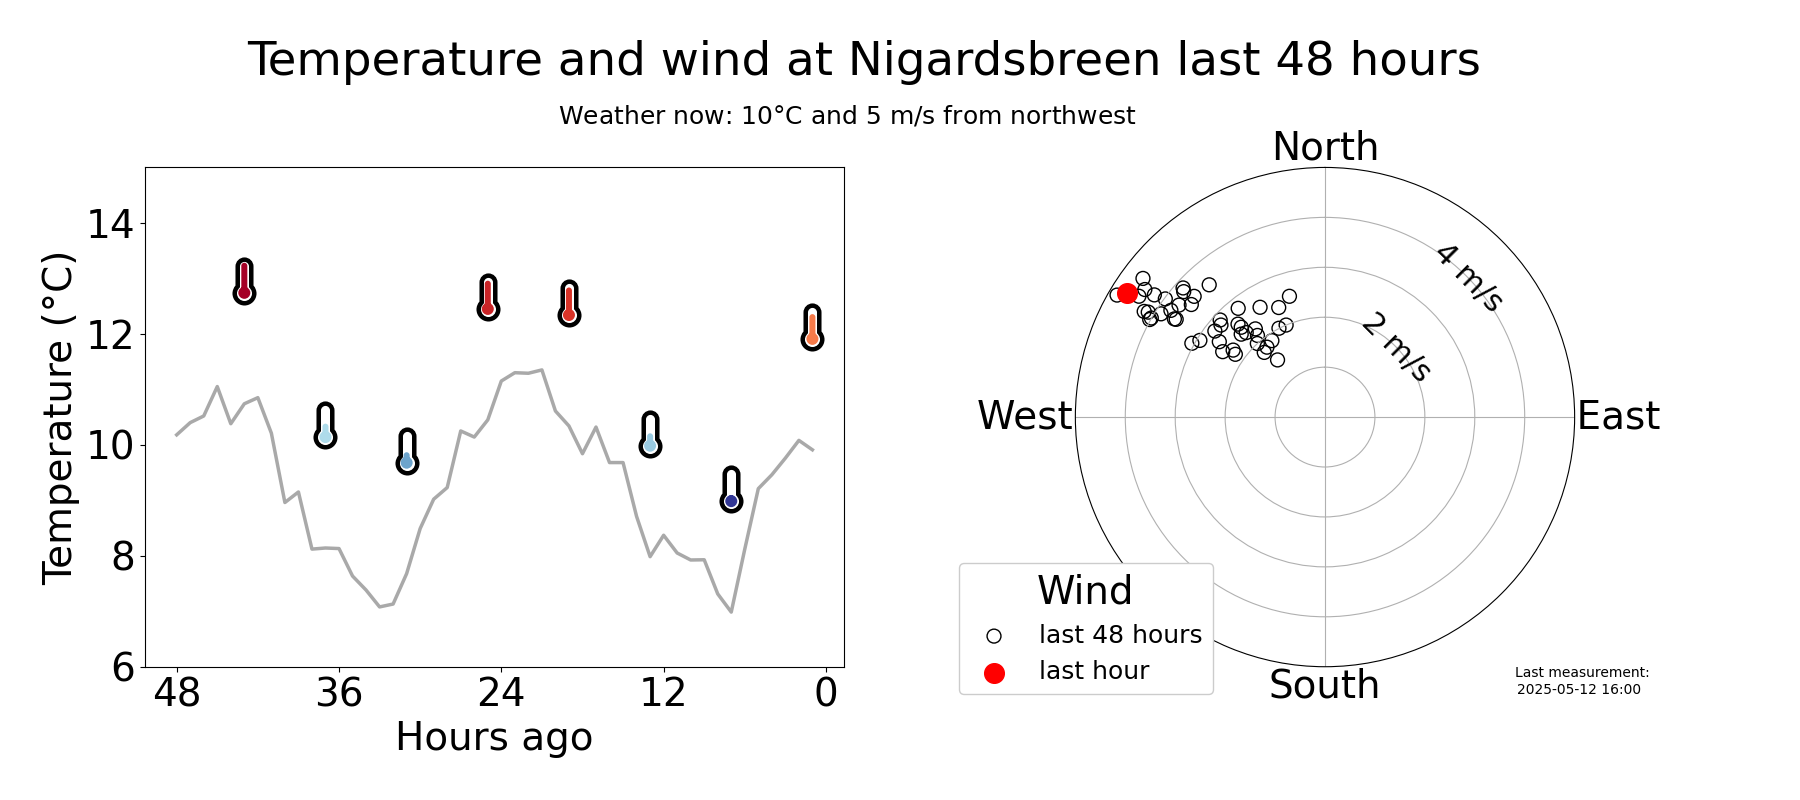 Temperature and wind at Nigardsbreen last 48 hours
Weather now: 10°C and 5 m/s from northwest
Temperature (°C)
14
12
10
8
6
48 36 24 12 0
Hours ago
North
West
East
South
4 m/s
2 m/s
Wind
last 48 hours
last hour
Last measurement:
2025-05-12 16:00